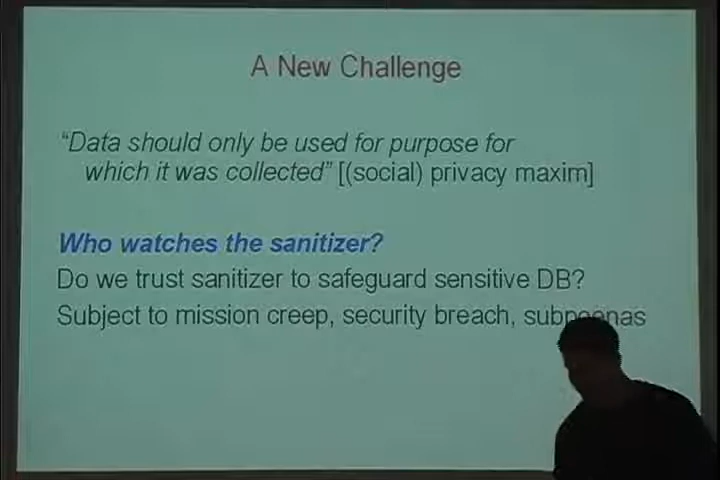 A New Challenge
"Data should only be used for purpose for
which it was collected" [(social) privacy maxim]
Who watches the sanitizer?
Do we trust sanitizer to safeguard sensitive DB?
Subject to mission creep, security breach, subpoenas